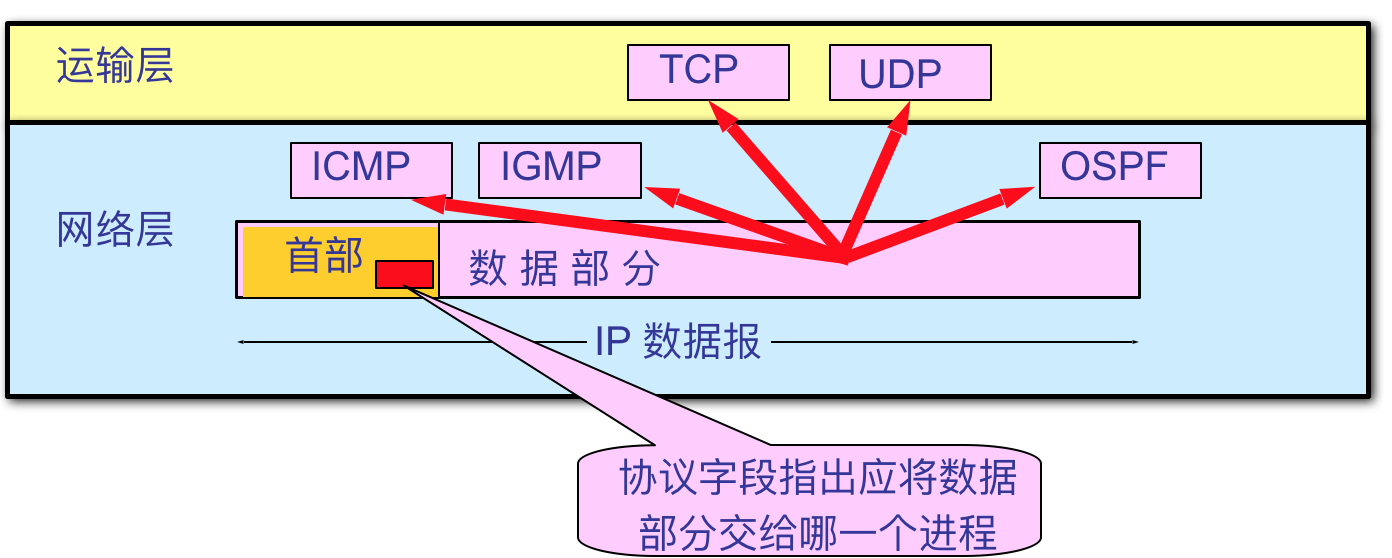 运输层
TCP
UDP
ICMP
IGMP
OSPF
网络层
首部
数据部分
IP 数据报
协议字段指出应将数据
部分交给哪一个进程